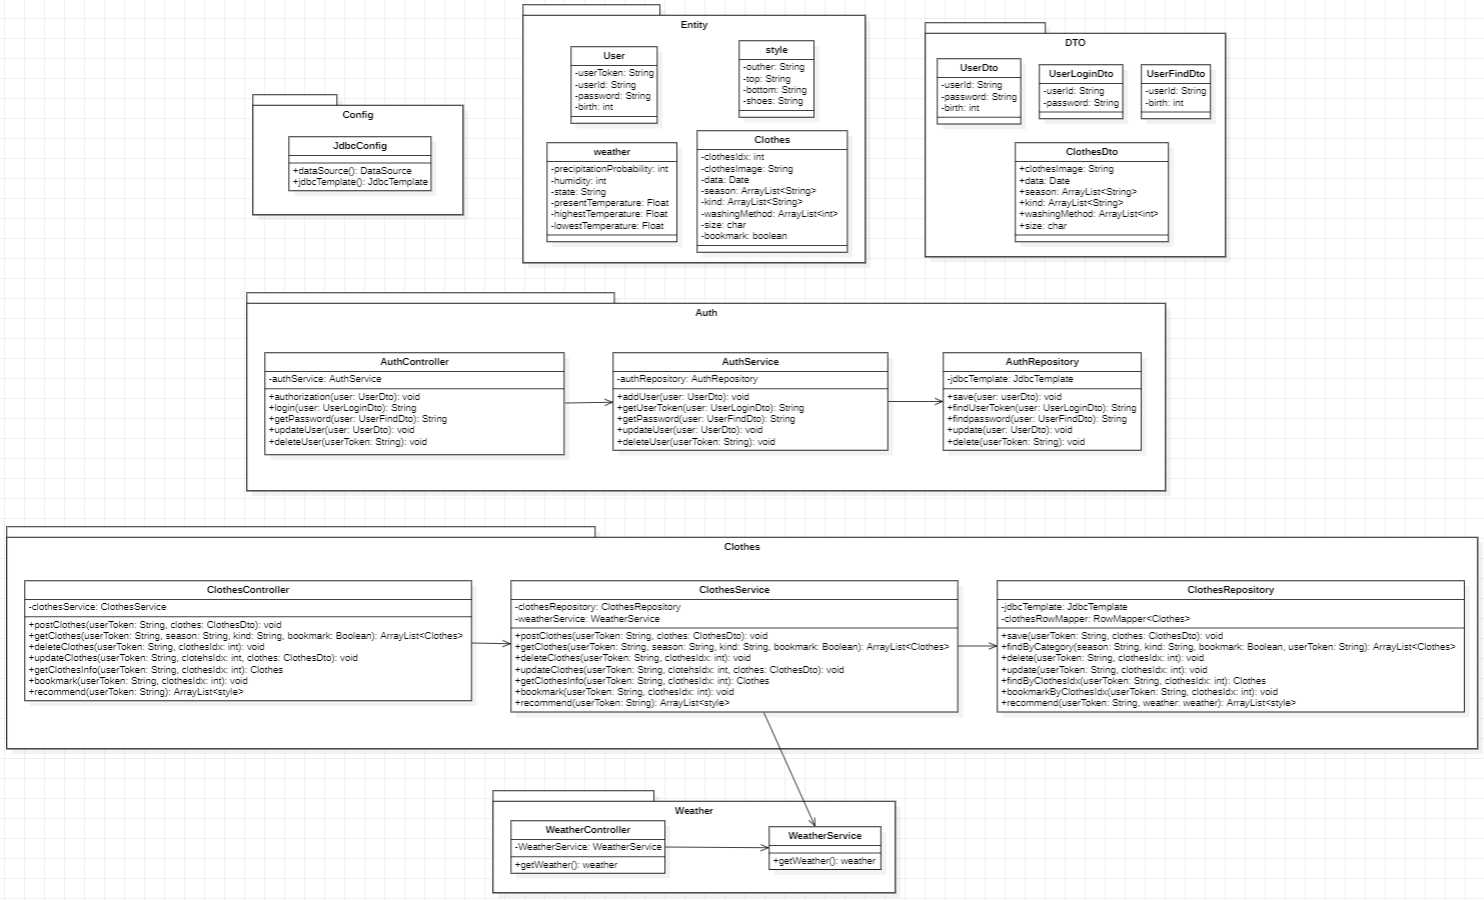 Entity
User
-userToken: String
-userId: String
-password: String
-birth: int
style
-outher: String
-top: String
-bottom: String
-shoes: String
weather
-precipitationProbability: int
-humidity: int
-state: String
-presentTemperature: Float
-highestTemperature: Float
-lowestTemperature: Float
Clothes
-clothesIdx: int
-clothesImage: String
-data: Date
-season: ArrayList<String>
-kind: ArrayList<String>
-washingMethod: ArrayList<int>
-size: char
-bookmark: boolean
DTO
UserDto
-userId: String
-password: String
-birth: int
UserLoginDto
-userId: String
-password: String
UserFindDto
-userId: String
-birth: int
ClothesDto
+clothesImage: String
+data: Date
+season: ArrayList<String>
+kind: ArrayList<String>
+washingMethod: ArrayList<int>
+size: char
Config
JdbcConfig
+dataSource(): DataSource
+jdbcTemplate(): JdbcTemplate
Auth
AuthController
-authService: AuthService
+authorization(user: UserDto): void
+login(user: UserLoginDto): String
+getPassword(user: UserFindDto): String
+updateUser(user: UserDto): void
+deleteUser(userToken: String): void
AuthService
-authRepository: AuthRepository
+addUser(user: UserDto): void
+getUserToken(user: UserLoginDto): String
+getPassword(user: UserFindDto): String
+updateUser(user: UserDto): void
+deleteUser(userToken: String): void
AuthRepository
-jdbcTemplate: JdbcTemplate
+save(user: userDto): void
+findUserToken(user: UserLoginDto): String
+findpassword(user: UserFindDto): String
+update(user: UserDto): void
+delete(userToken: String): void
Clothes
ClothesController
-clothesService: ClothesService
+postClothes(userToken: String, clothes: ClothesDto): void
+getClothes(userToken: String, season: String, kind: String, bookmark: Boolean): ArrayList<Clothes>
+deleteClothes(userToken: String, clothesIdx: int): void
+updateClothes(userToken: String, clotehsIdx: int, clothes: ClothesDto): void
+getClothesInfo(userToken: String, clothesIdx: int): Clothes
+bookmark(userToken: String, clothesIdx: int): void
+recommend(userToken: String): ArrayList<style>
ClothesService
-clothesRepository: ClothesRepository
-weatherService: WeatherService
+postClothes(userToken: String, clothes: ClothesDto): void
+getClothes(userToken: String, season: String, kind: String, bookmark: Boolean): ArrayList<Clothes>
+deleteClothes(userToken: String, clothesIdx: int): void
+updateClothes(userToken: String, clotehsIdx: int, clothes: ClothesDto): void
+getClothesInfo(userToken: String, clothesIdx: int): Clothes
+bookmark(userToken: String, clothesIdx: int): void
+recommend(userToken: String): ArrayList<style>
ClothesRepository
-jdbcTemplate: JdbcTemplate
-clothesRowMapper: RowMapper<Clothes>
+save(userToken: String, clothes: ClothesDto): void
+findByCategory(season: String, kind: String, bookmark: Boolean, userToken: String): ArrayList<Clothes>
+delete(userToken: String, clothesIdx: int): void
+update(userToken: String, clothesIdx: int): void
+findByClothesIdx(userToken: String, clothesIdx: int): Clothes
+bookmarkByClothesIdx(userToken: String, clothesIdx: int): void
+recommend(userToken: String, weather: weather): ArrayList<style>
Weather
WeatherController
-WeatherService: WeatherService
+getWeather(): weather
WeatherService
+getWeather(): weather